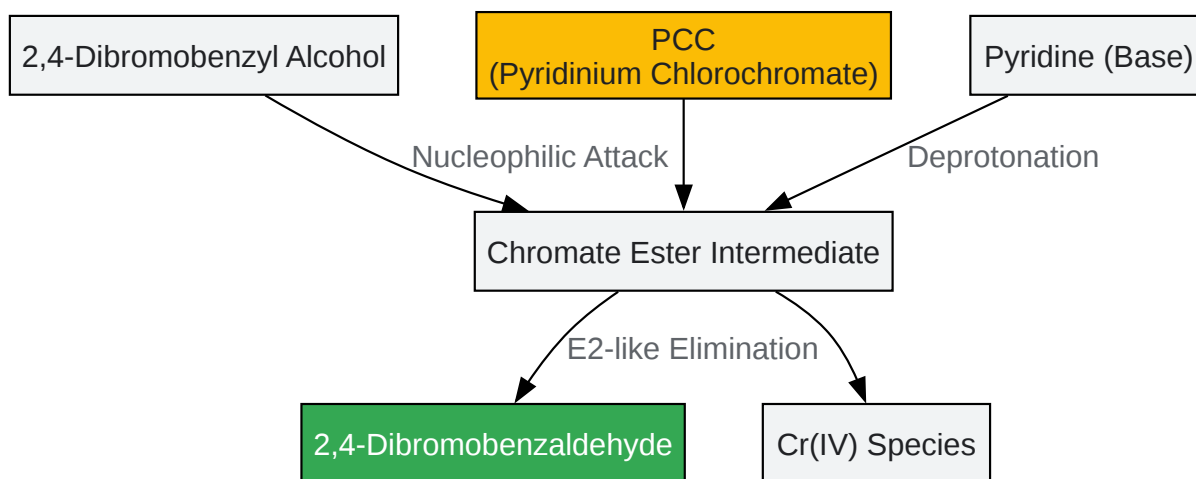 2,4-Dibromobenzyl Alcohol
PCC
(Pyridinium Chlorochromate)
Pyridine (Base)
Nucleophilic Attack
Deprotonation
Chromate Ester Intermediate
E2-like Elimination
2,4-Dibromobenzaldehyde
Cr(IV) Species